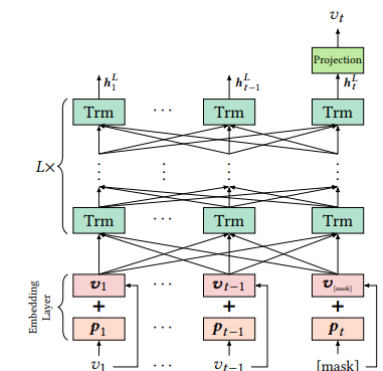 v_t
Projection
h_1^L h_{t-1}^L h_t^L
Trm . . . Trm Trm
L×
Trm . . . Trm Trm
Embedding
Layer
v_1 . . . v_{t-1} v_[mask]
+ + +
p_1 . . . p_{t-1} p_t
v_1 . . . v_{t-1} [mask]